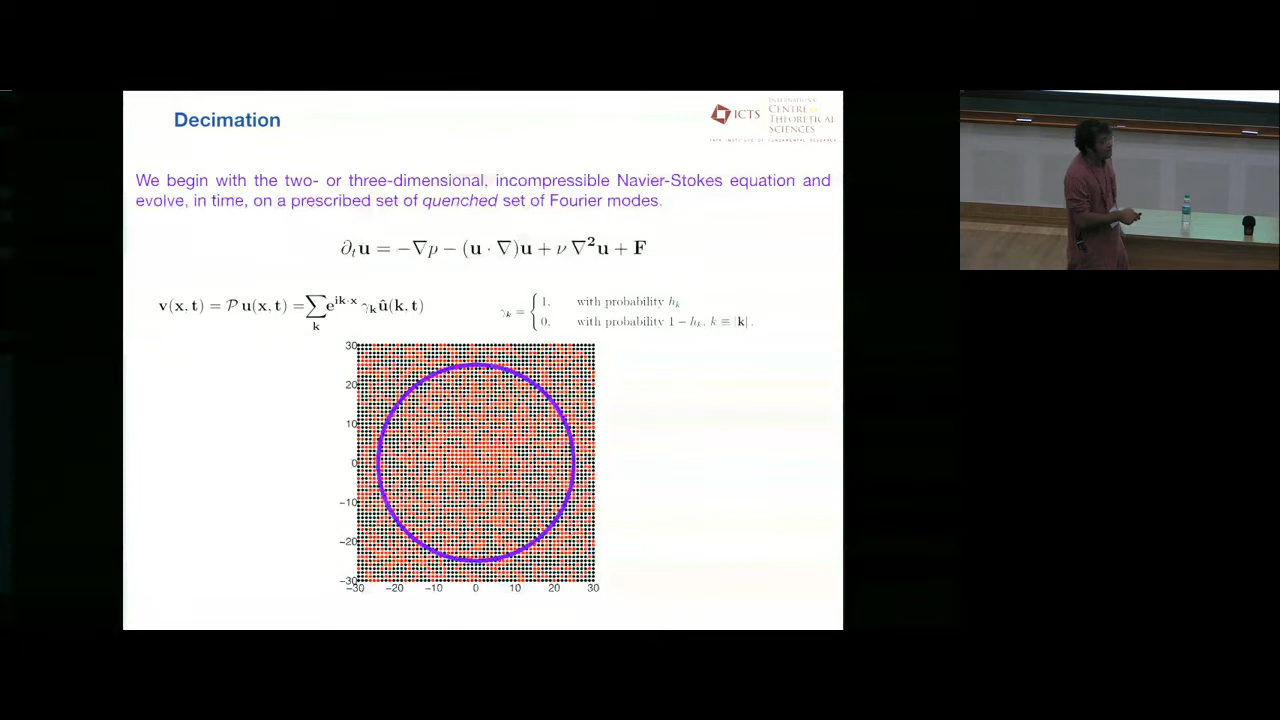 Decimation
ICTS
INTERNATIONAL
CENTRE for
THEORETICAL
SCIENCES
TATA INSTITUTE OF FUNDAMENTAL RESEARCH
We begin with the two- or three-dimensional, incompressible Navier-Stokes equation and
evolve, in time, on a prescribed set of quenched set of Fourier modes.
∂ₜ𝐮 = −∇p − (𝐮 · ∇)𝐮 + ν ∇²𝐮 + 𝐅
𝐯(𝐱, 𝐭) = 𝒫 𝐮(𝐱, 𝐭) = ∑_𝐤 𝐞^{𝐢𝐤·𝐱} γ_𝐤 𝐮̂(𝐤, 𝐭)
γ_𝐤 = { 1, with probability h_k
0, with probability 1 − h_k, k ≡ |𝐤| .
30
20
10
0
−10
−20
−30
−30 −20 −10 0 10 20 30